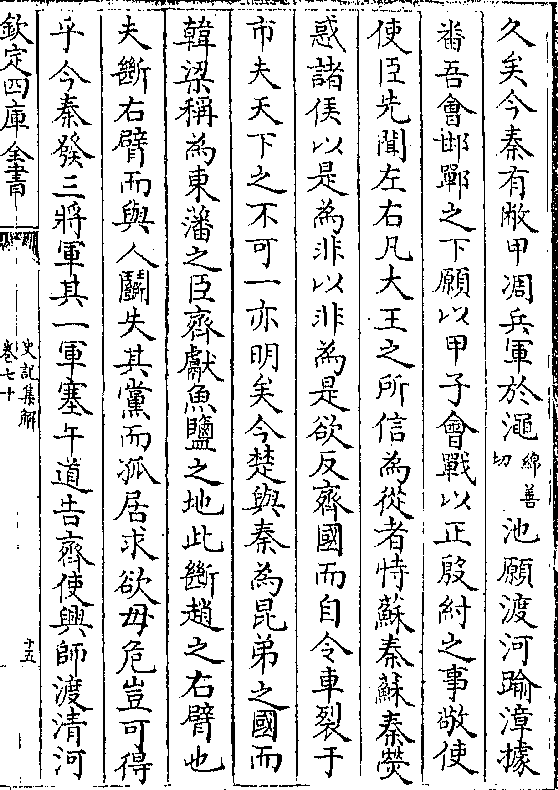 久矣今秦有敝甲凋兵軍於澠綿善切池願渡河踰漳據
番吾會邯鄲之下願以甲子會戰以正殷紂之事敬使
使臣先聞左右凡大王之所信為從者恃蘇秦蘇秦熒
惑諸侯以是為非以非為是欲反齊國而自令車裂于
市夫天下之不可一亦明矣今楚與秦為昆弟之國而
韓梁稱為東藩之臣齊獻魚鹽之地此斷趙之右臂也
夫斷右臂而與人鬭失其黨而孤居求欲毋危豈可得
乎今秦發三將軍其一軍塞午道告齊使興師渡清河
欽定四庫全書
史記集解
卷七十
十五